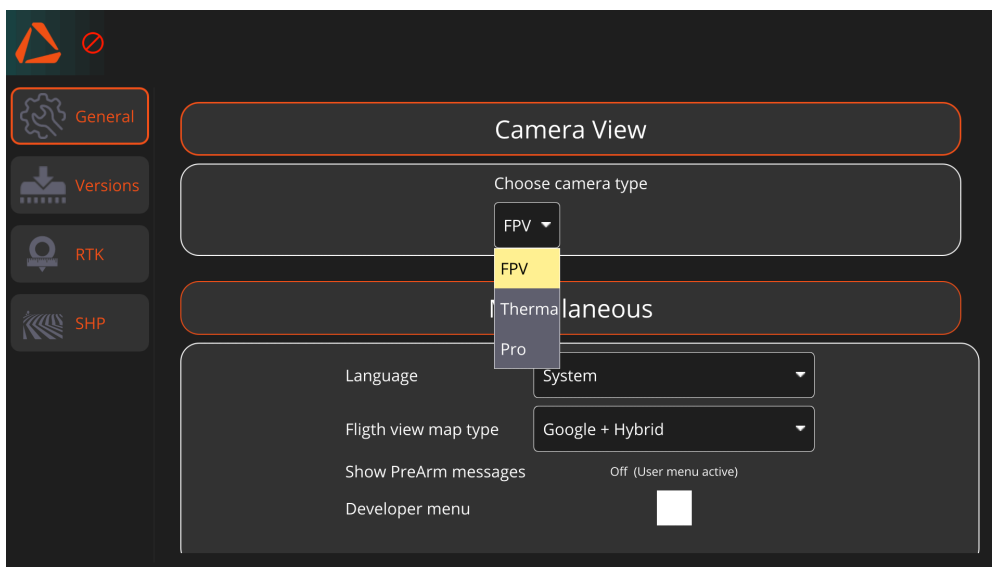 General
Versions
RTK
SHP
Camera View
Choose camera type
FPV
FPV
Therma
Pro
laneous
Language
System
Fligth view map type
Google + Hybrid
Show PreArm messages
Off (User menu active)
Developer menu